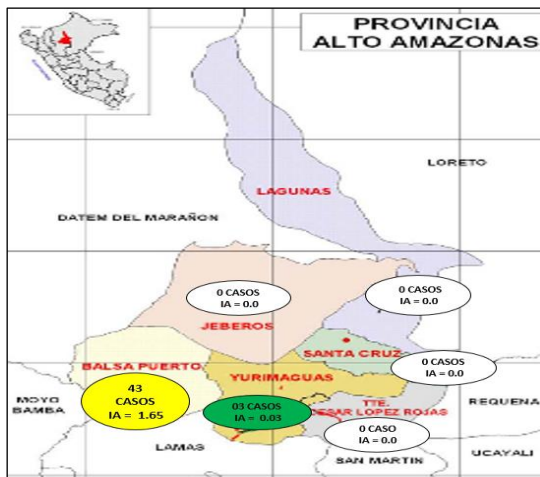 PROVINCIA
ALTO AMAZONAS
LORETO
LAGUNAS
DATEM DEL MARAÑON
0 CASOS
IA = 0.0
0 CASOS
IA = 0.0
JEBEROS
SANTA CRUZ
BALSA PUERTO
0 CASOS
IA = 0.0
YURIMAGUAS
43
CASOS
IA = 1.65
MOYO
BAMBA
03 CASOS
IA = 0.03
TTE.
ESAR LOPEZ ROJAS
REQUENA
0 CASO
IA = 0.0
LAMAS
SAN MARTIN
UCAYALI